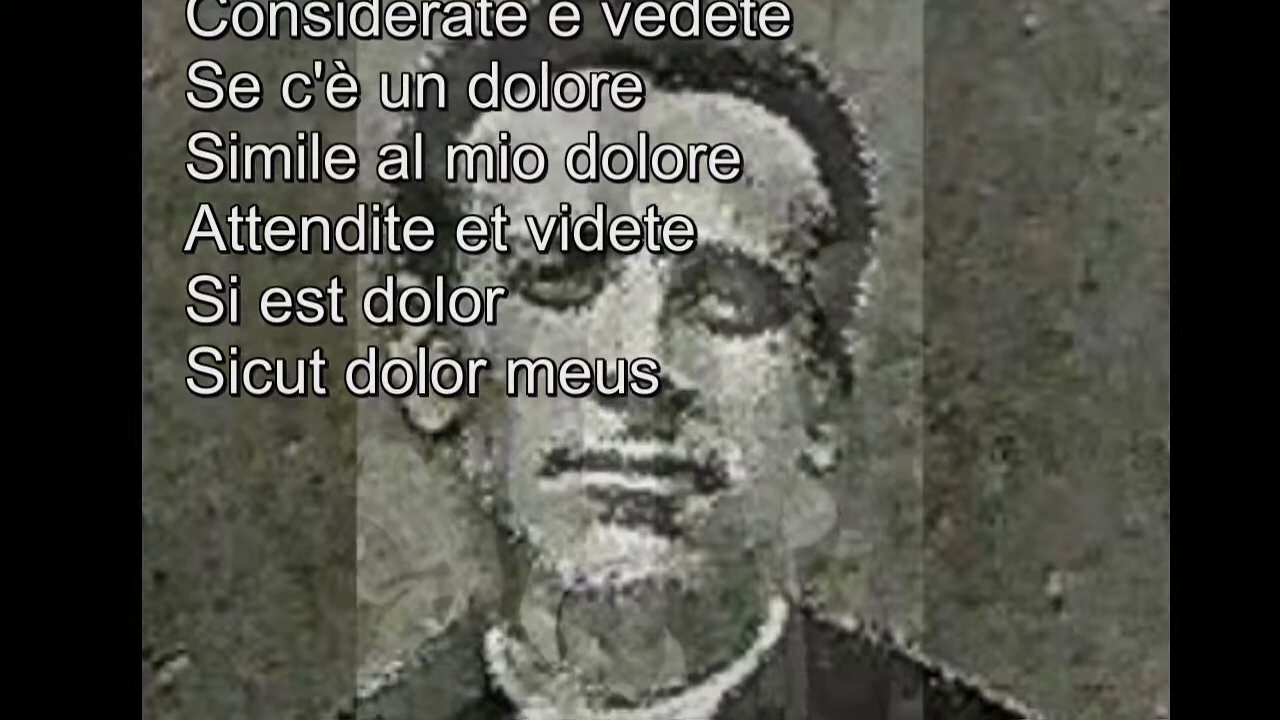 Considerate e vedete
Se c'è un dolore
Simile al mio dolore
Attendite et videte
Si est dolor
Sicut dolor meus